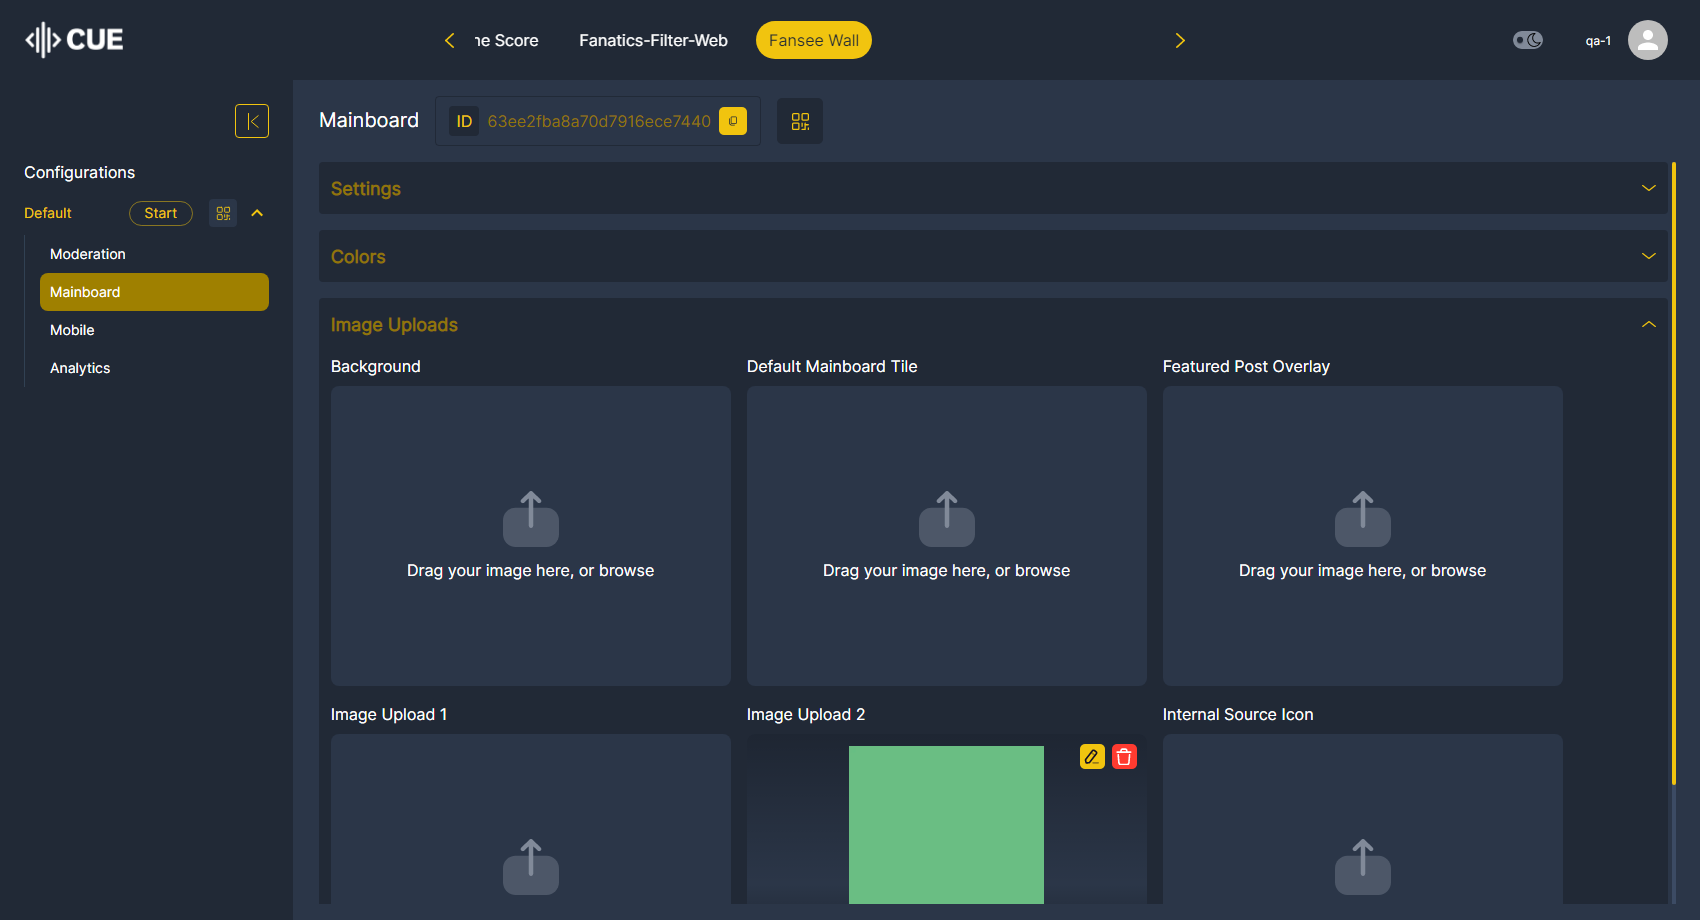 CUE
ne Score
Fanatics-Filter-Web
Fansee Wall
qa-1
Configurations
Default
Start
Moderation
Mainboard
Mobile
Analytics
Mainboard
ID
63ee2fba8a70d7916ece7440
Settings
Colors
Image Uploads
Background
Default Mainboard Tile
Featured Post Overlay
Drag your image here, or browse
Drag your image here, or browse
Drag your image here, or browse
Image Upload 1
Image Upload 2
Internal Source Icon